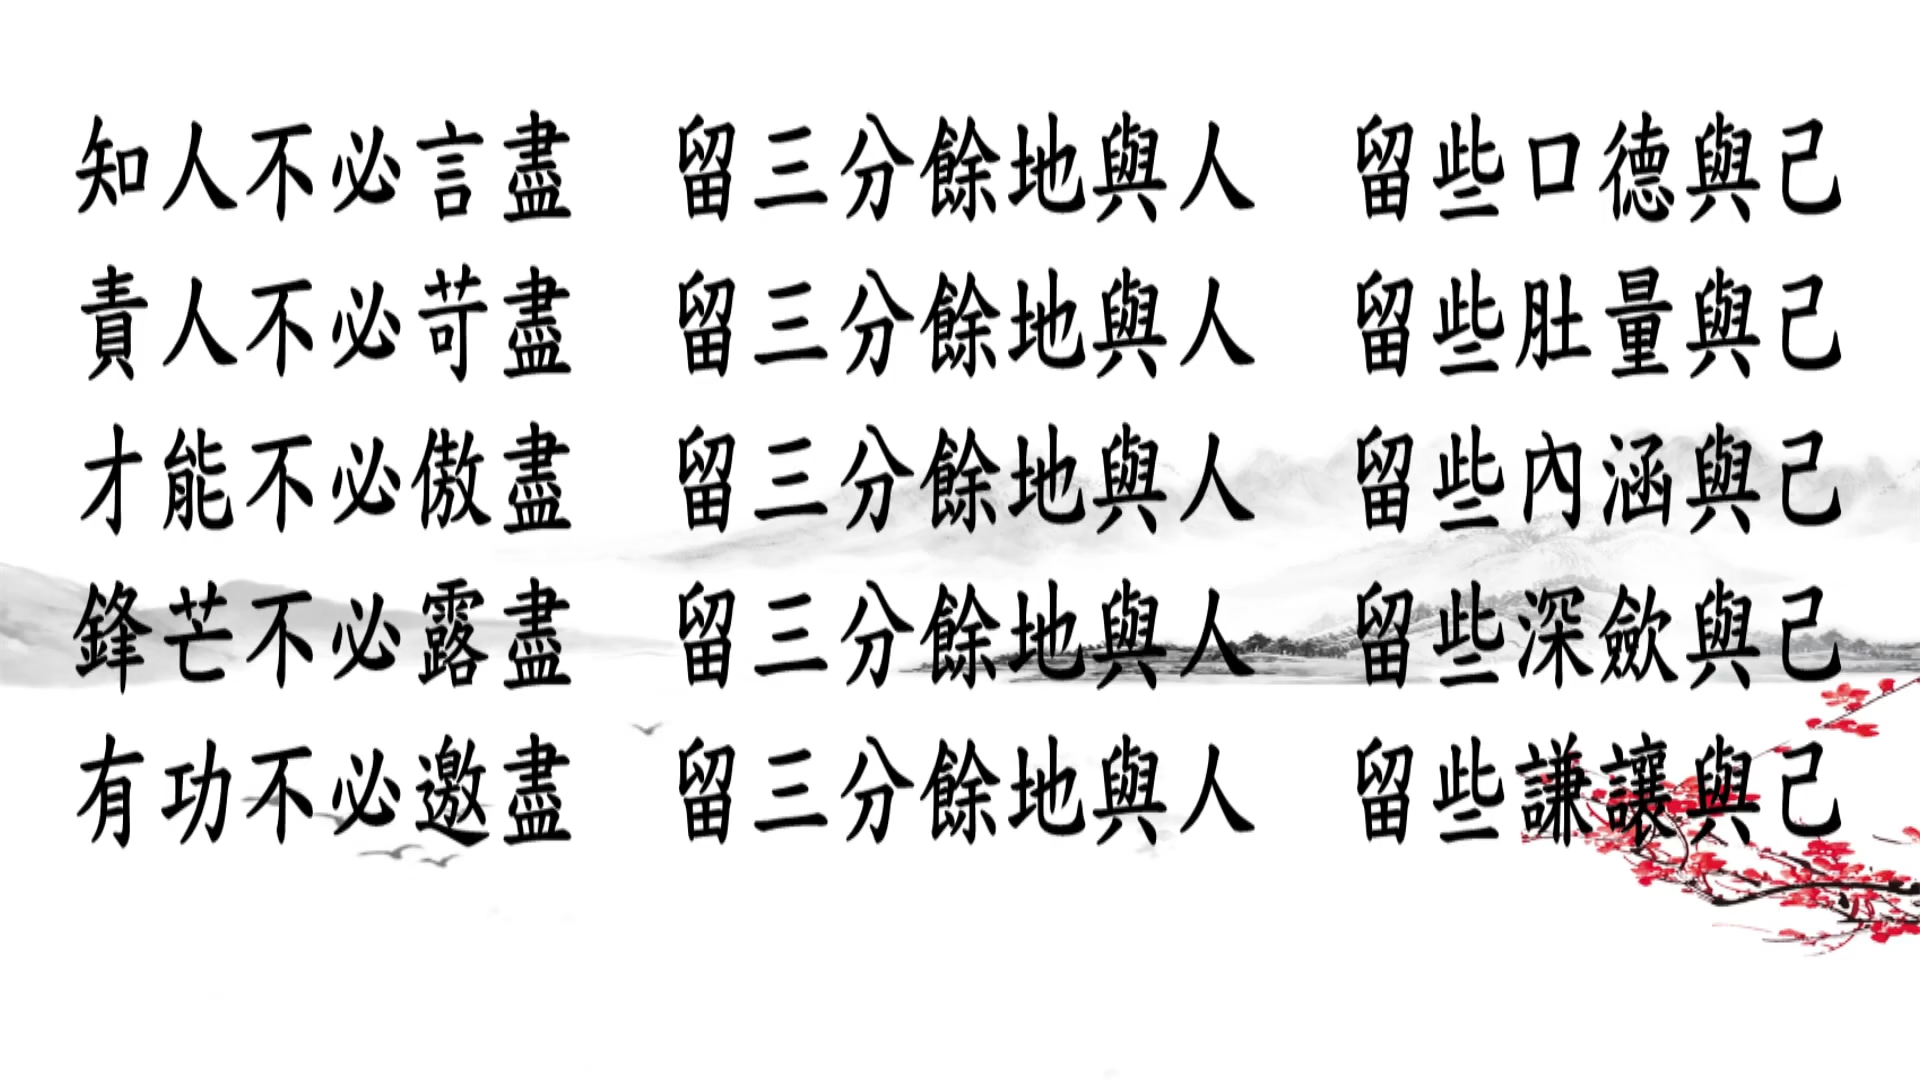 知人不必言盡 留三分餘地與人 留些口德與己
責人不必苛盡 留三分餘地與人 留些肚量與己
才能不必傲盡 留三分餘地與人 留些內涵與己
鋒芒不必露盡 留三分餘地與人 留些深歛與己
有功不必邀盡 留三分餘地與人 留些謙讓與己